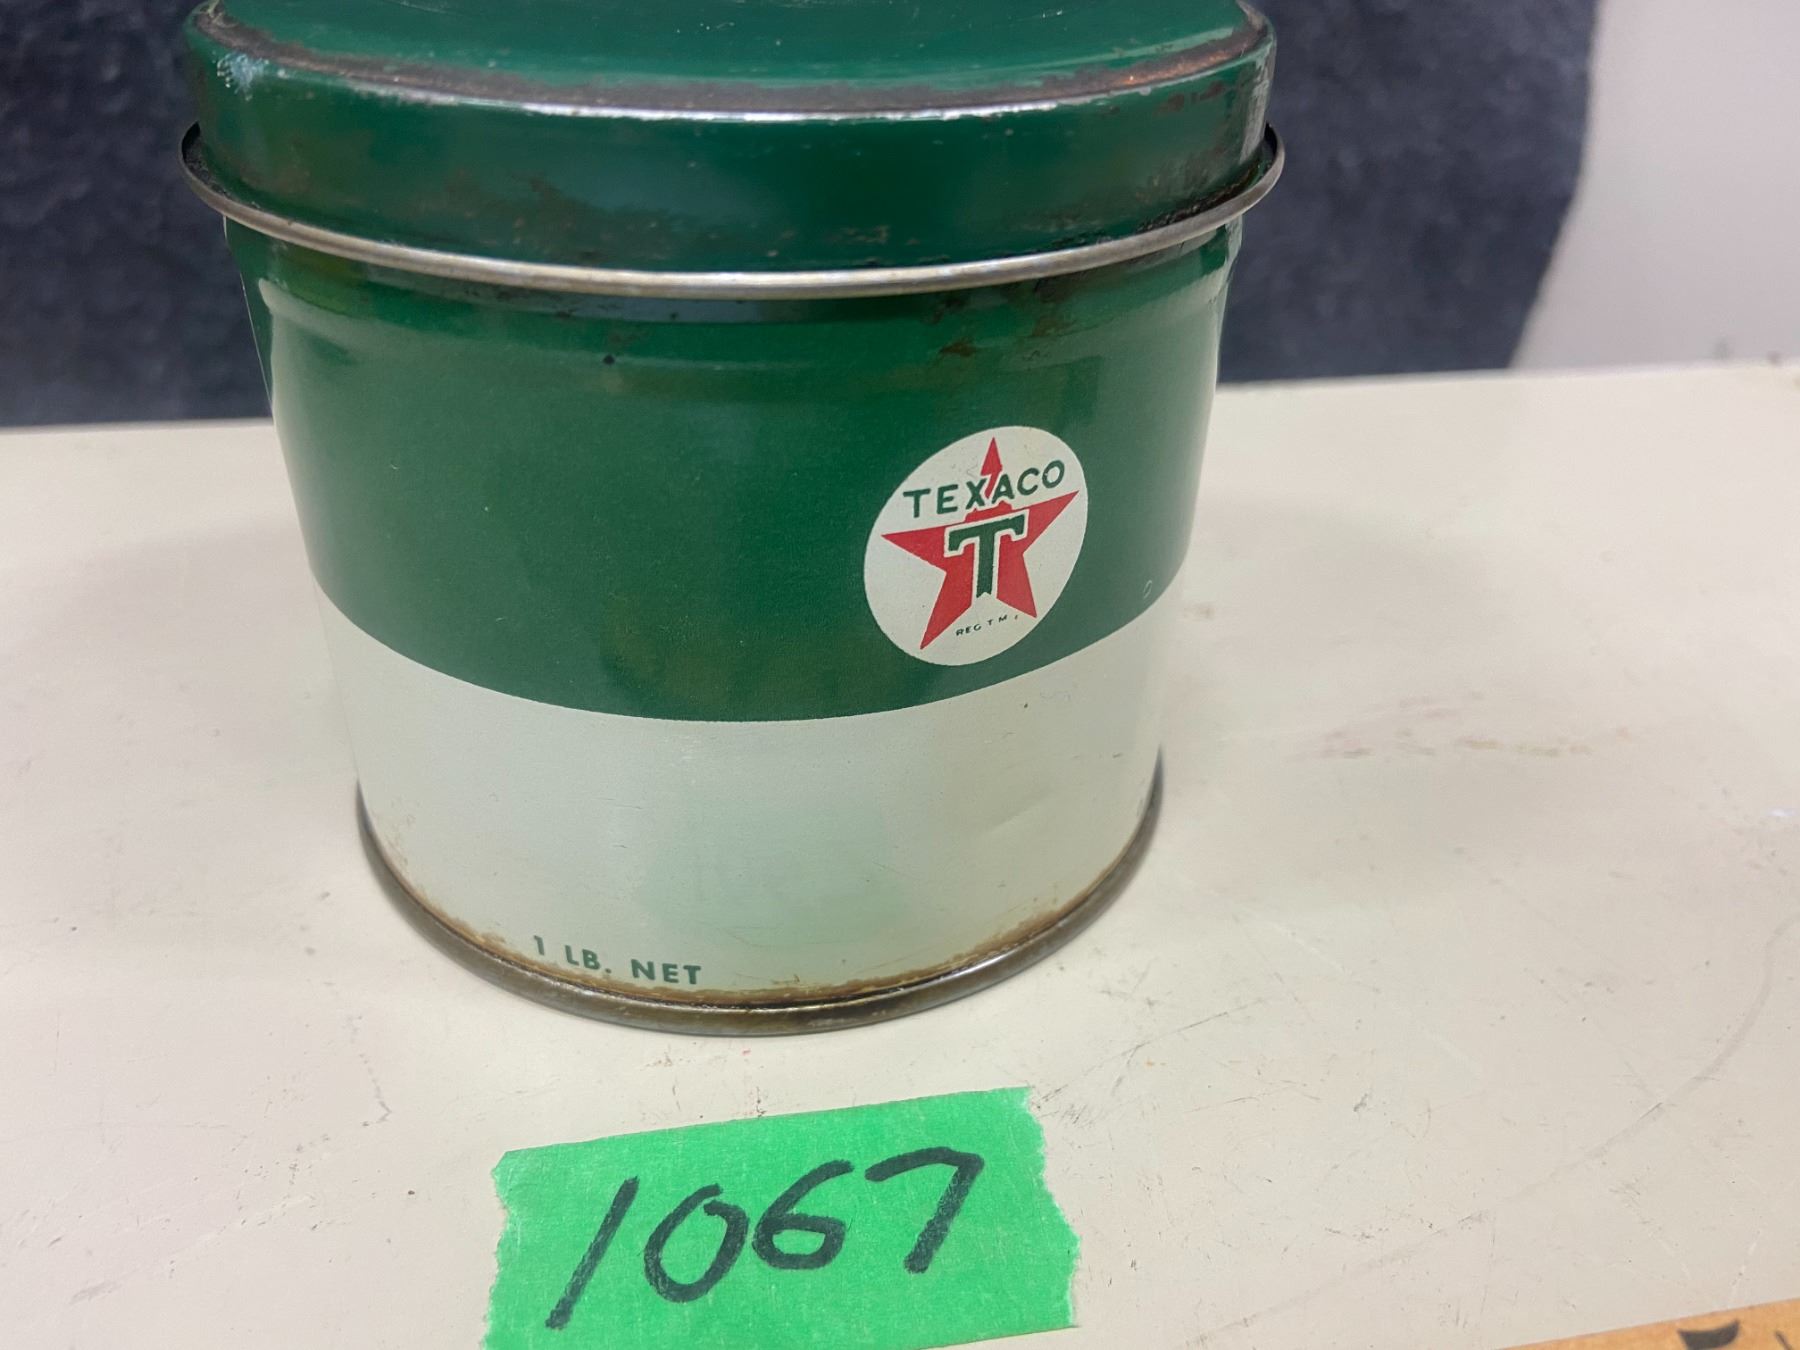 TEXACO
T
REG T M
1 LB. NET
1067